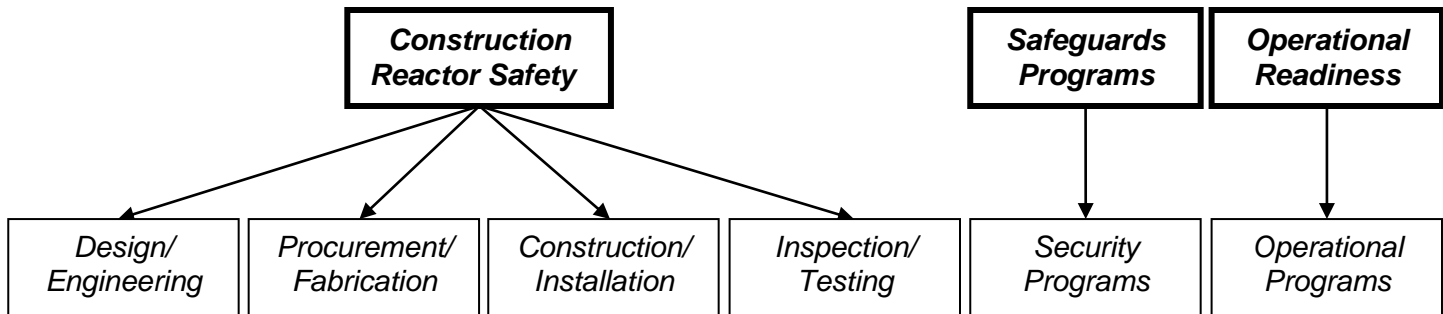 Construction
Reactor Safety
Safeguards
Programs
Operational
Readiness
Design/
Engineering
Procurement/
Fabrication
Construction/
Installation
Inspection/
Testing
Security
Programs
Operational
Programs